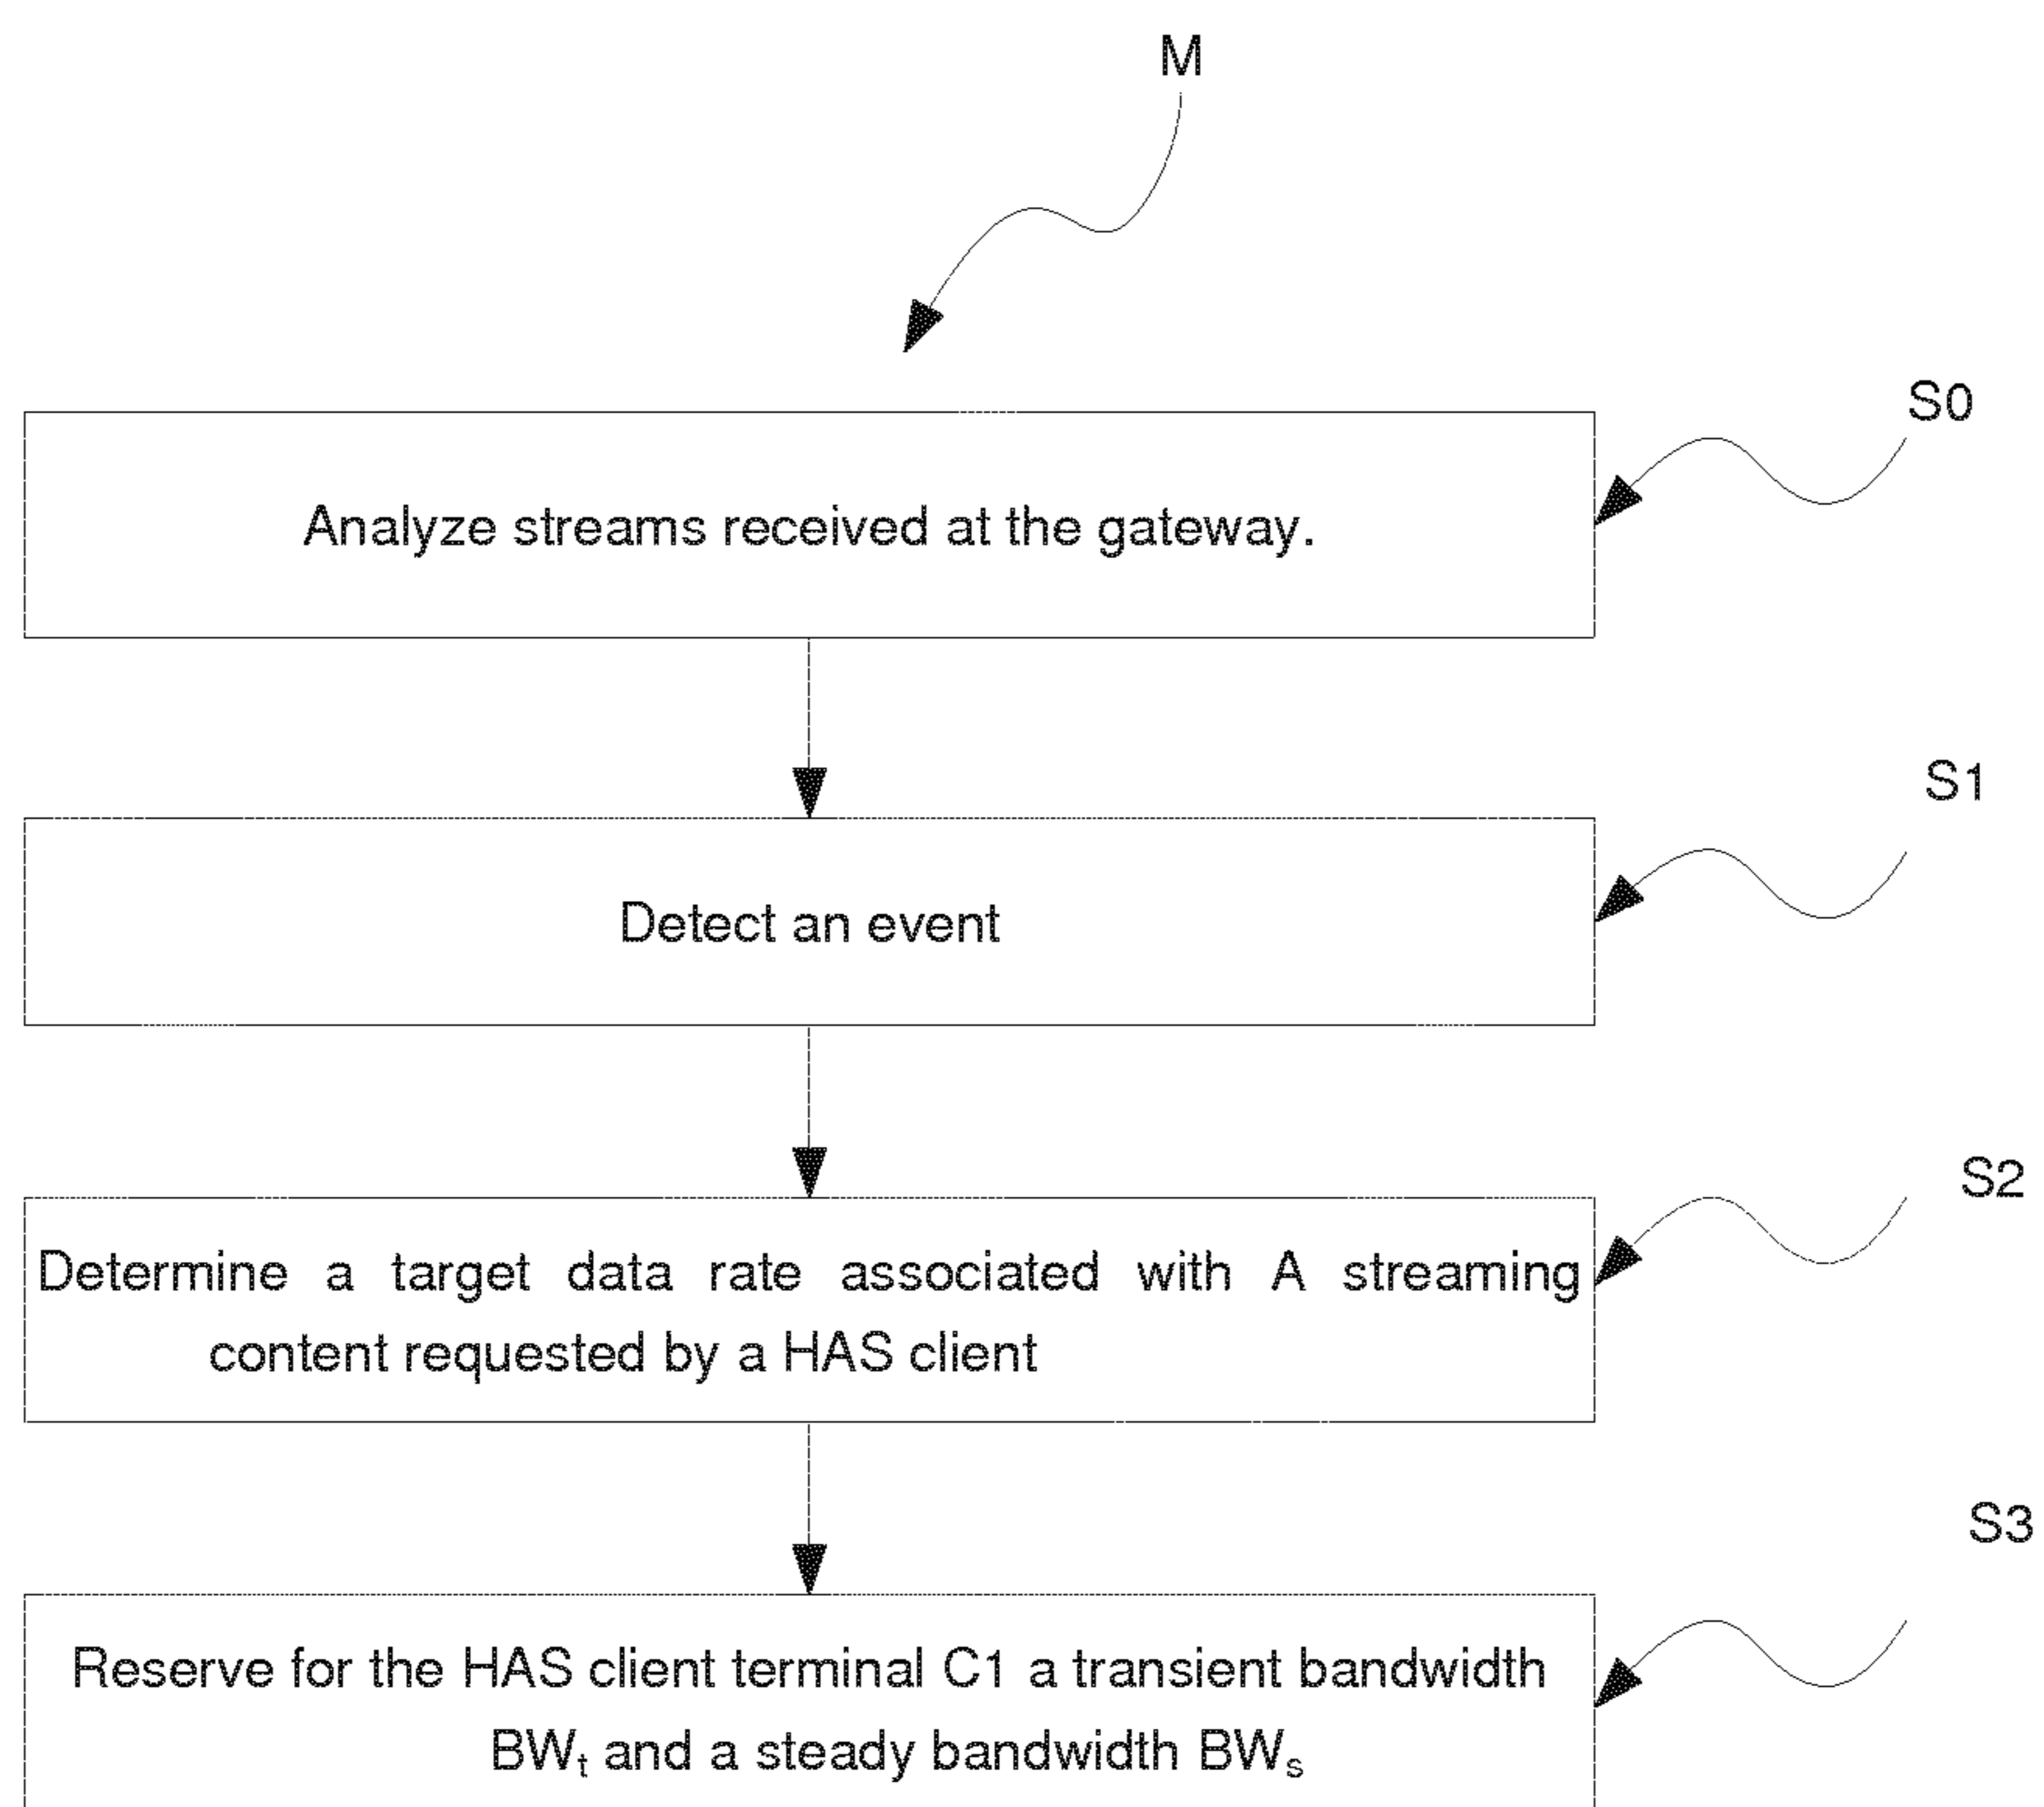 M
S0
Analyze streams received at the gateway.
S1
Detect an event
S2
Determine a target data rate associated with A streaming
content requested by a HAS client
S3
Reserve for the HAS client terminal C1 a transient bandwidth
BWt and a steady bandwidth BWs